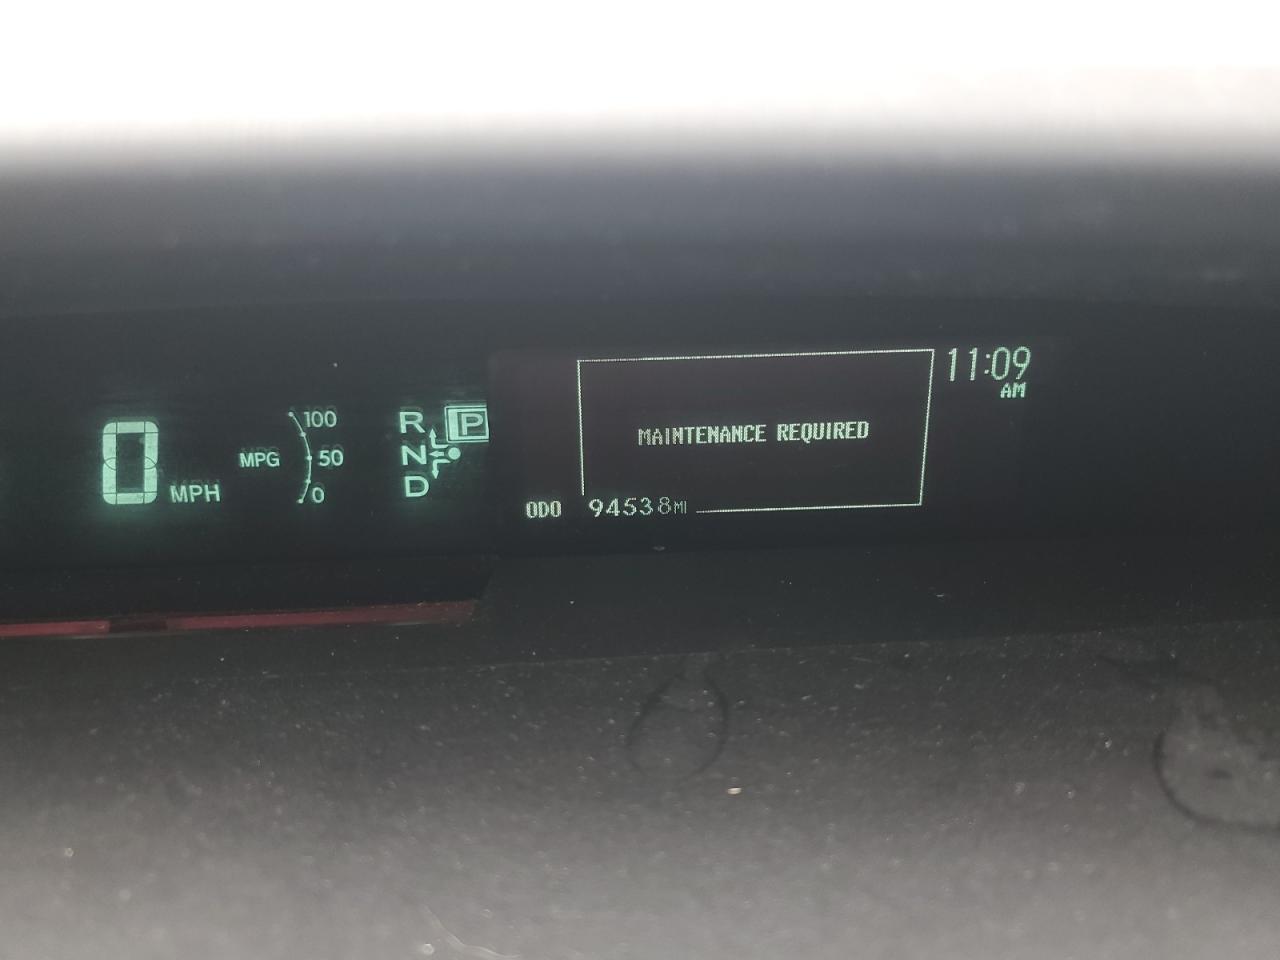 0 MPH
MPG
100
50
0
R P
N
D
MAINTENANCE REQUIRED
11:09
AM
ODO 94538 MI